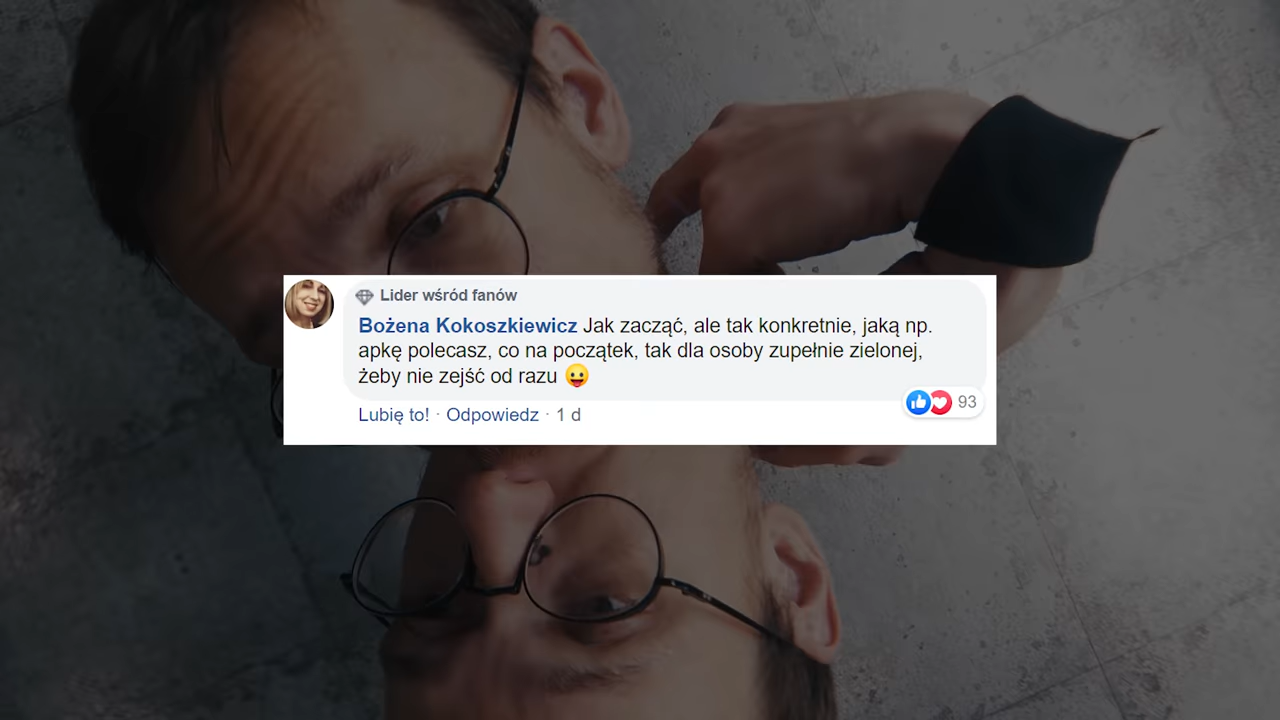 Lider wśród fanów
Bożena Kokoszkiewicz Jak zacząć, ale tak konkretnie, jaką np.
apkę polecasz, co na początek, tak dla osoby zupełnie zielonej,
żeby nie zejść od razu 😛
Lubię to! · Odpowiedz · 1 d
93